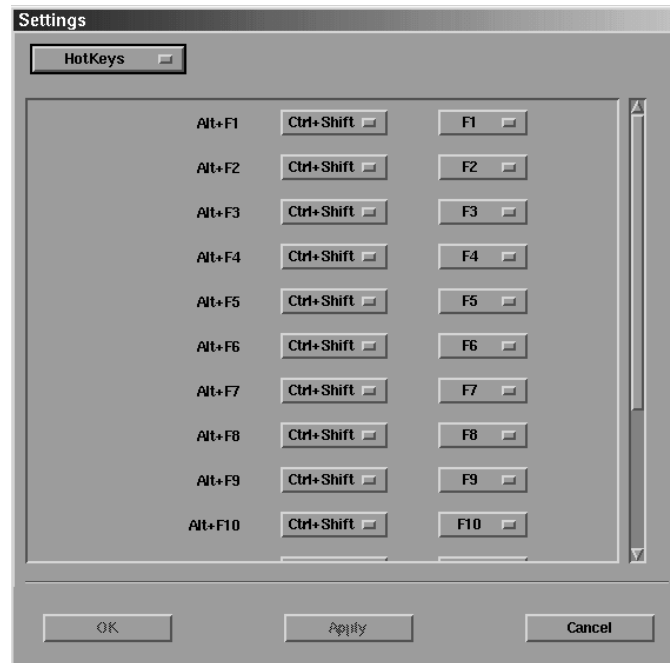 Settings
HotKeys
Alt+F1 Ctrl+Shift F1
Alt+F2 Ctrl+Shift F2
Alt+F3 Ctrl+Shift F3
Alt+F4 Ctrl+Shift F4
Alt+F5 Ctrl+Shift F5
Alt+F6 Ctrl+Shift F6
Alt+F7 Ctrl+Shift F7
Alt+F8 Ctrl+Shift F8
Alt+F9 Ctrl+Shift F9
Alt+F10 Ctrl+Shift F10
OK Apply Cancel